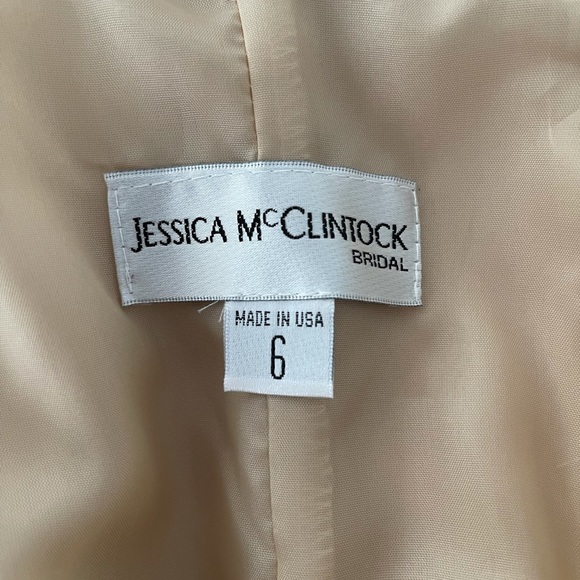 JESSICA MCCLINTOCK
BRIDAL
MADE IN USA
6